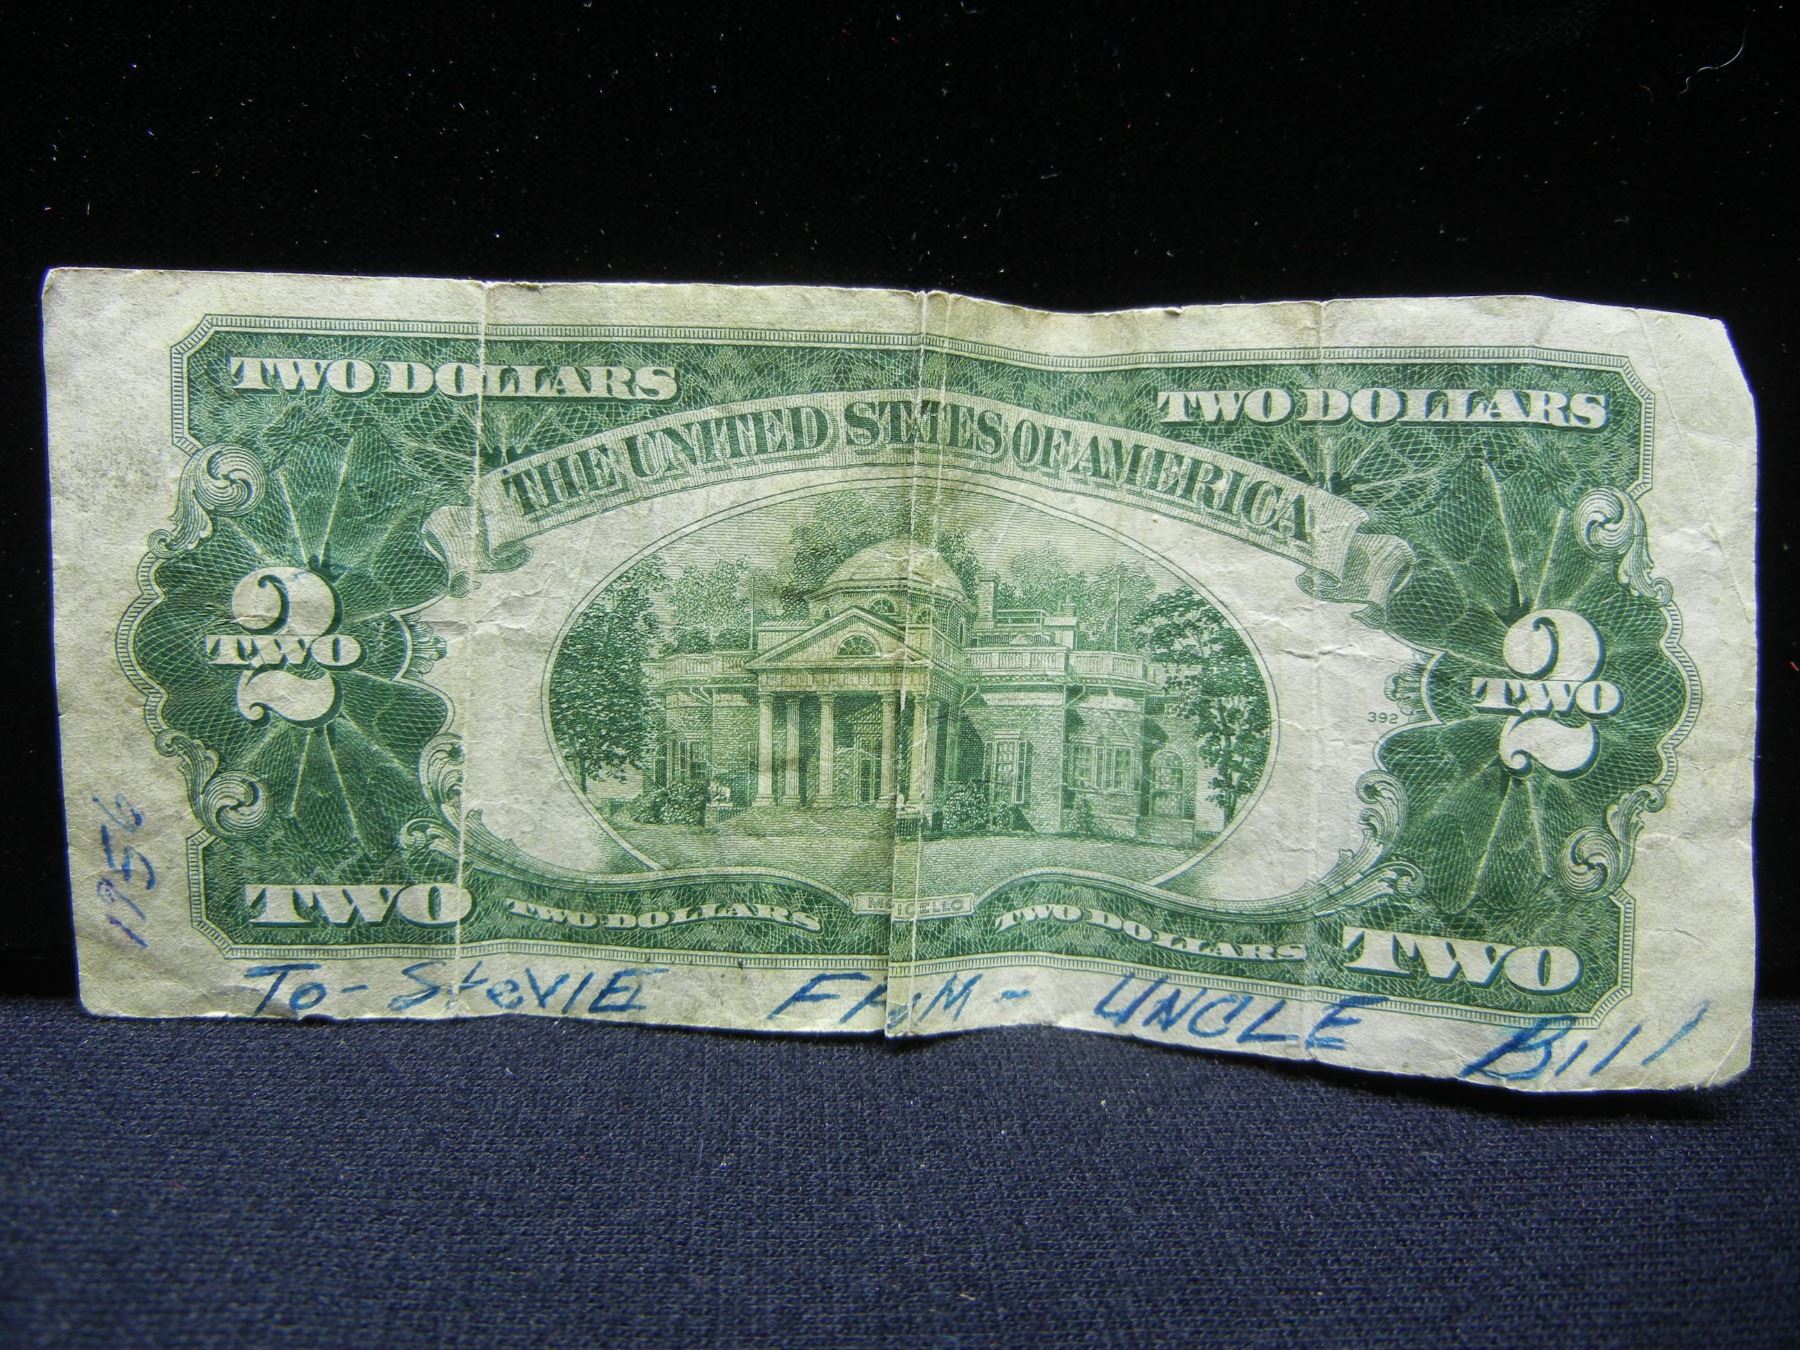 TWO DOLLARS TWO DOLLARS
THE UNITED STATES OF AMERICA
2 TWO
2 TWO
392
1956
TWO TWO DOLLARS MONTICELLO TWO DOLLARS TWO
To- StevIE FROM- UNCLE Bill